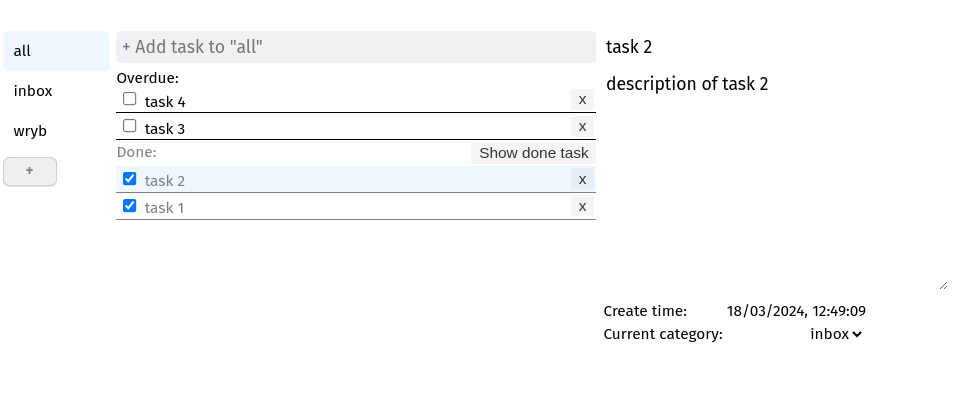 all
inbox
wryb
+
+ Add task to "all"
Overdue:
task 4 x
task 3 x
Done: Show done task
task 2 x
task 1 x
task 2
description of task 2
Create time: 18/03/2024, 12:49:09
Current category: inbox